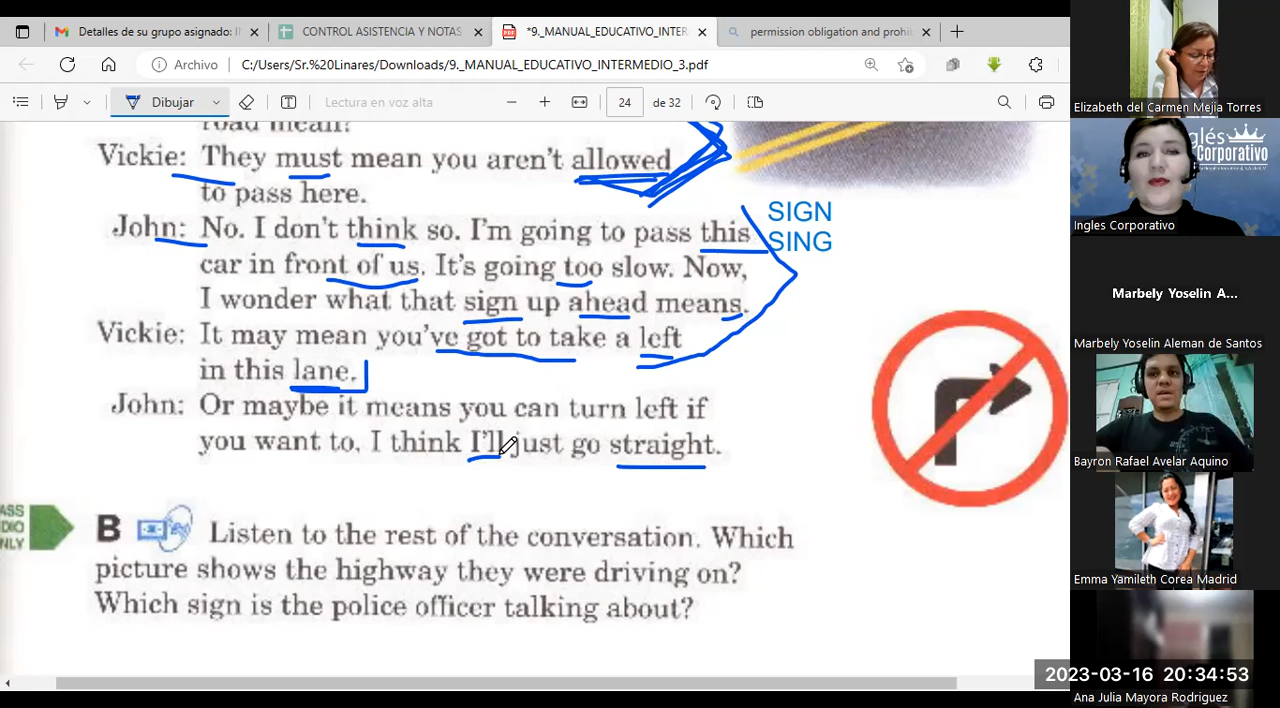 Detalles de su grupo asignado: I
CONTROL ASISTENCIA Y NOTAS
*9._MANUAL_EDUCATIVO_INTER
permission obligation and prohi
Archivo
C:/Users/Sr.%20Linares/Downloads/9._MANUAL_EDUCATIVO_INTERMEDIO_3.pdf
Dibujar
Lectura en voz alta
24
de 32
road mean?
Vickie: They must mean you aren't allowed
to pass here.
John: No. I don't think so. I'm going to pass this
car in front of us. It's going too slow. Now,
I wonder what that sign up ahead means.
Vickie: It may mean you've got to take a left
in this lane.
John: Or maybe it means you can turn left if
you want to. I think I'll just go straight.
SIGN
SING
ASS
DIO
NLY
B Listen to the rest of the conversation. Which
picture shows the highway they were driving on?
Which sign is the police officer talking about?
Elizabeth del Carmen Mejia Torres
Inglés
Corporativo
Ingles Corporativo
Marbely Yoselin A...
Marbely Yoselin Aleman de Santos
Bayron Rafael Avelar Aquino
Emma Yamileth Corea Madrid
2023-03-16 20:34:53
Ana Julia Mayora Rodriguez